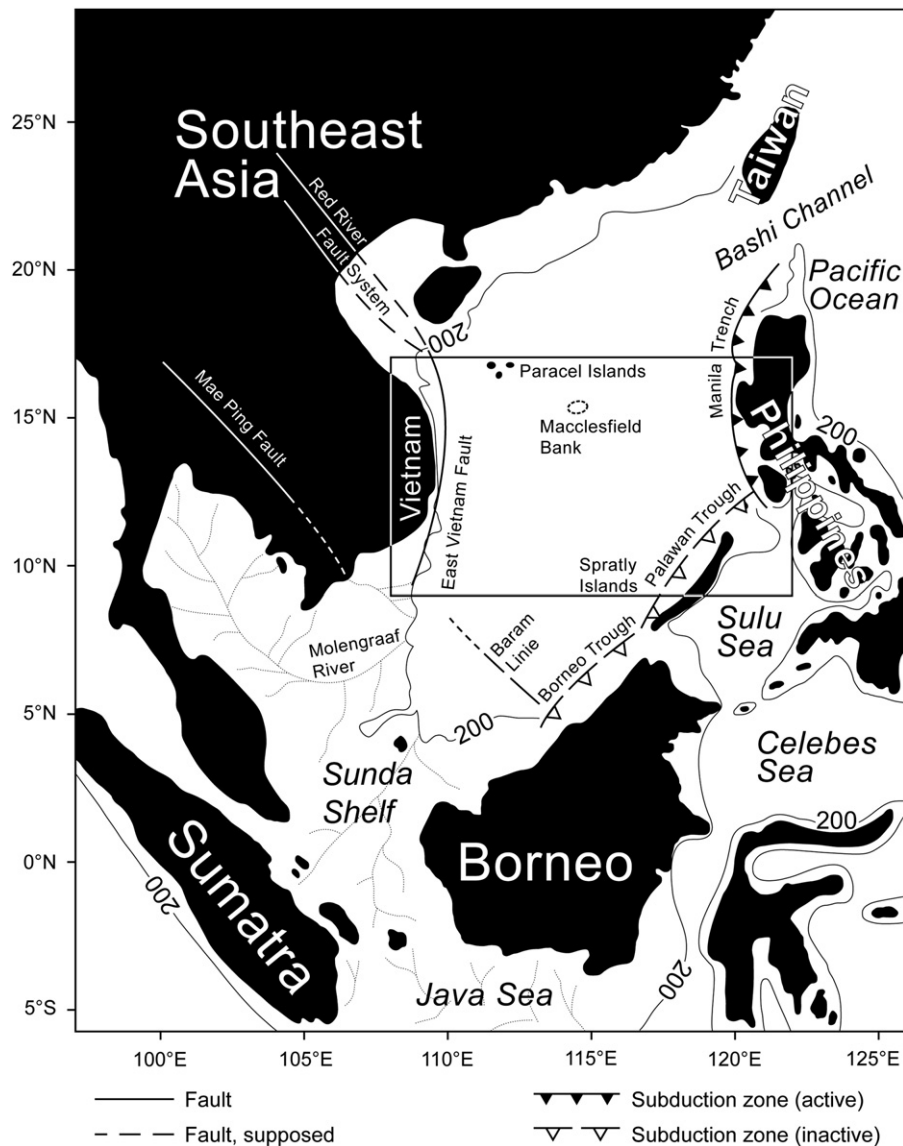 25°N
20°N
15°N
10°N
5°N
0°N
5°S
Southeast
Asia
Red River
Fault System
Taiwan
Bashi Channel
Pacific
Ocean
200
Manila Trench
Paracel Islands
Macclesfield
Bank
Mae Ping Fault
Vietnam
East Vietnam Fault
Philippines
200
Palawan Trough
Spratly
Islands
Sulu
Sea
Molengraaf
River
Baram
Linie
Borneo Trough
200
Celebes
Sea
Sunda
Shelf
200
Borneo
Sumatra
200
200
Java Sea
100°E
105°E
110°E
115°E
120°E
125°E
Fault
Fault, supposed
Subduction zone (active)
Subduction zone (inactive)